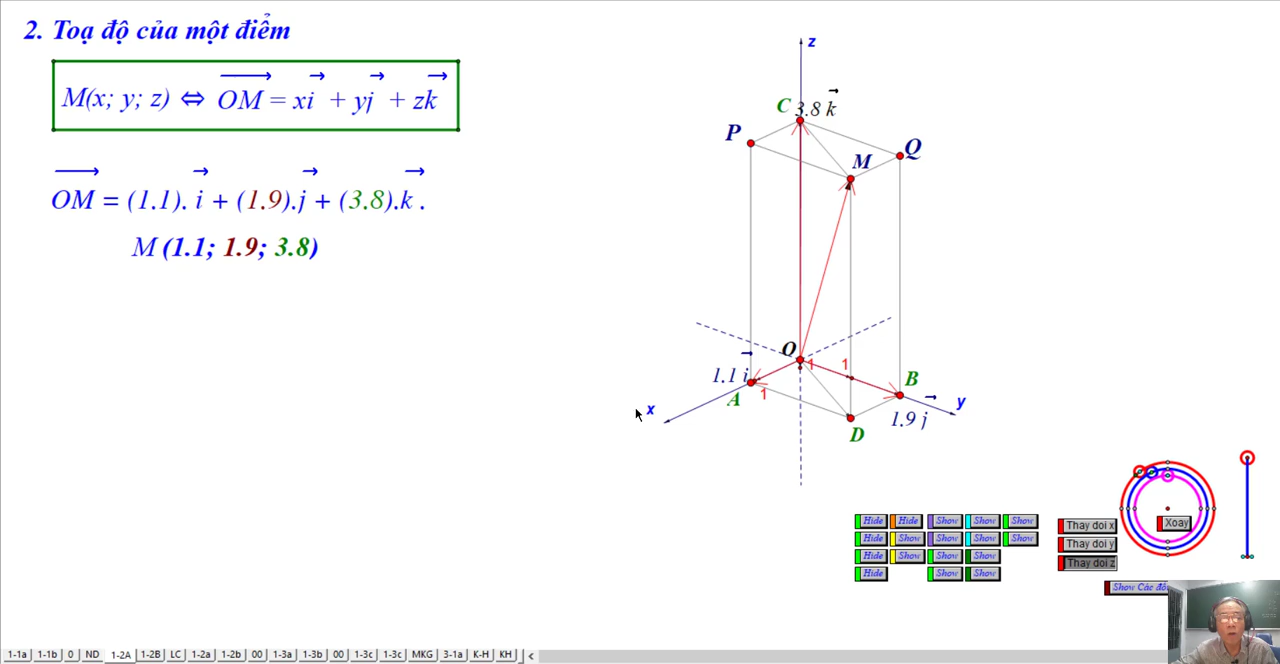 2. Toạ độ của một điểm
M(x; y; z) ⇔ OM = xi + yj + zk
OM = (1.1). i + (1.9).j + (3.8).k .
M (1.1; 1.9; 3.8)
z
C 3.8 k
P
Q
M
O
1
1
1.1 i
B
A
1
x
y
1.9 j
D
Hide Hide Show Show Show
Hide Show Show Show Show
Hide Show Show Show
Hide Show Show
Thay doi x
Thay doi y
Thay doi z
Xoay
Show Các
1-1a 1-1b 0 ND 1-2A 1-2B LC 1-2a 1-2b 00 1-3a 1-3b 00 1-3c 1-3c MKG 3-1a K-H KH